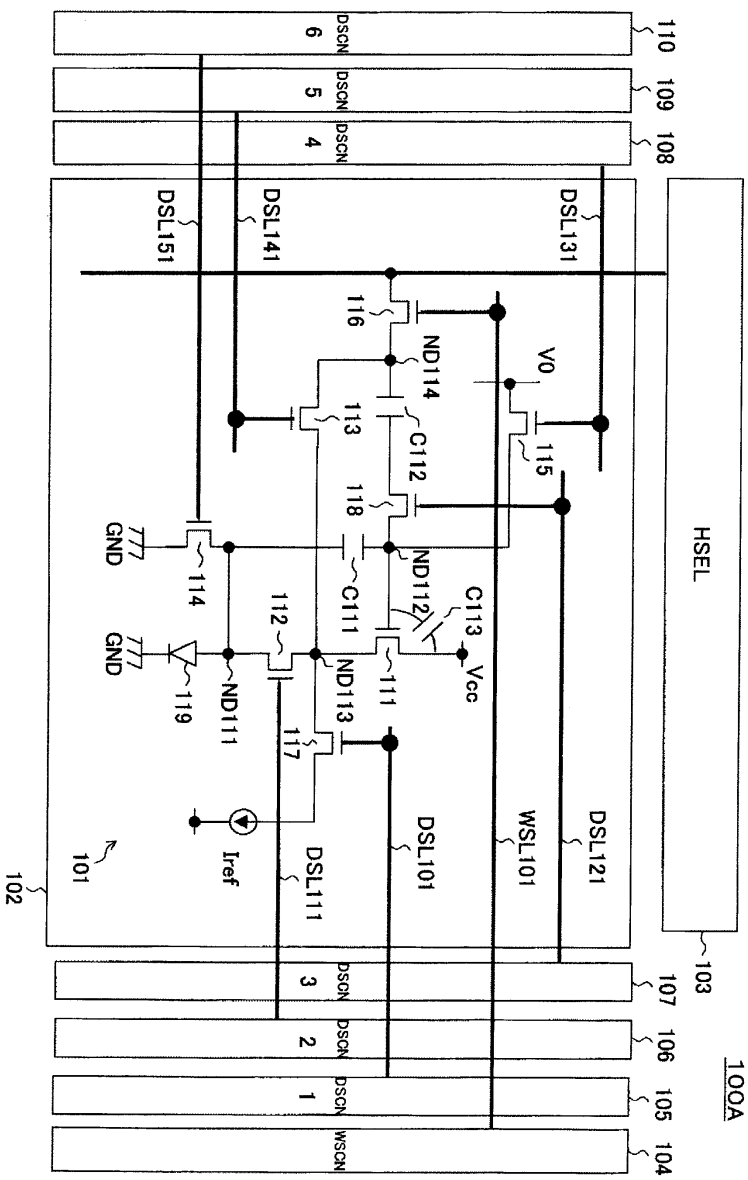 100A
HSEL
103
110
DSCN
6
109
DSCN
5
108
DSCN
4
107
DSCN
3
106
DSCN
2
105
DSCN
1
104
WSCN
DSL131
DSL141
DSL151
DSL121
WSL101
DSL101
DSL111
V0
115
116
ND114
C112
113
118
ND112
C113
Vcc
111
C111
ND113
112
117
114
GND
ND111
119
GND
Iref
101
102